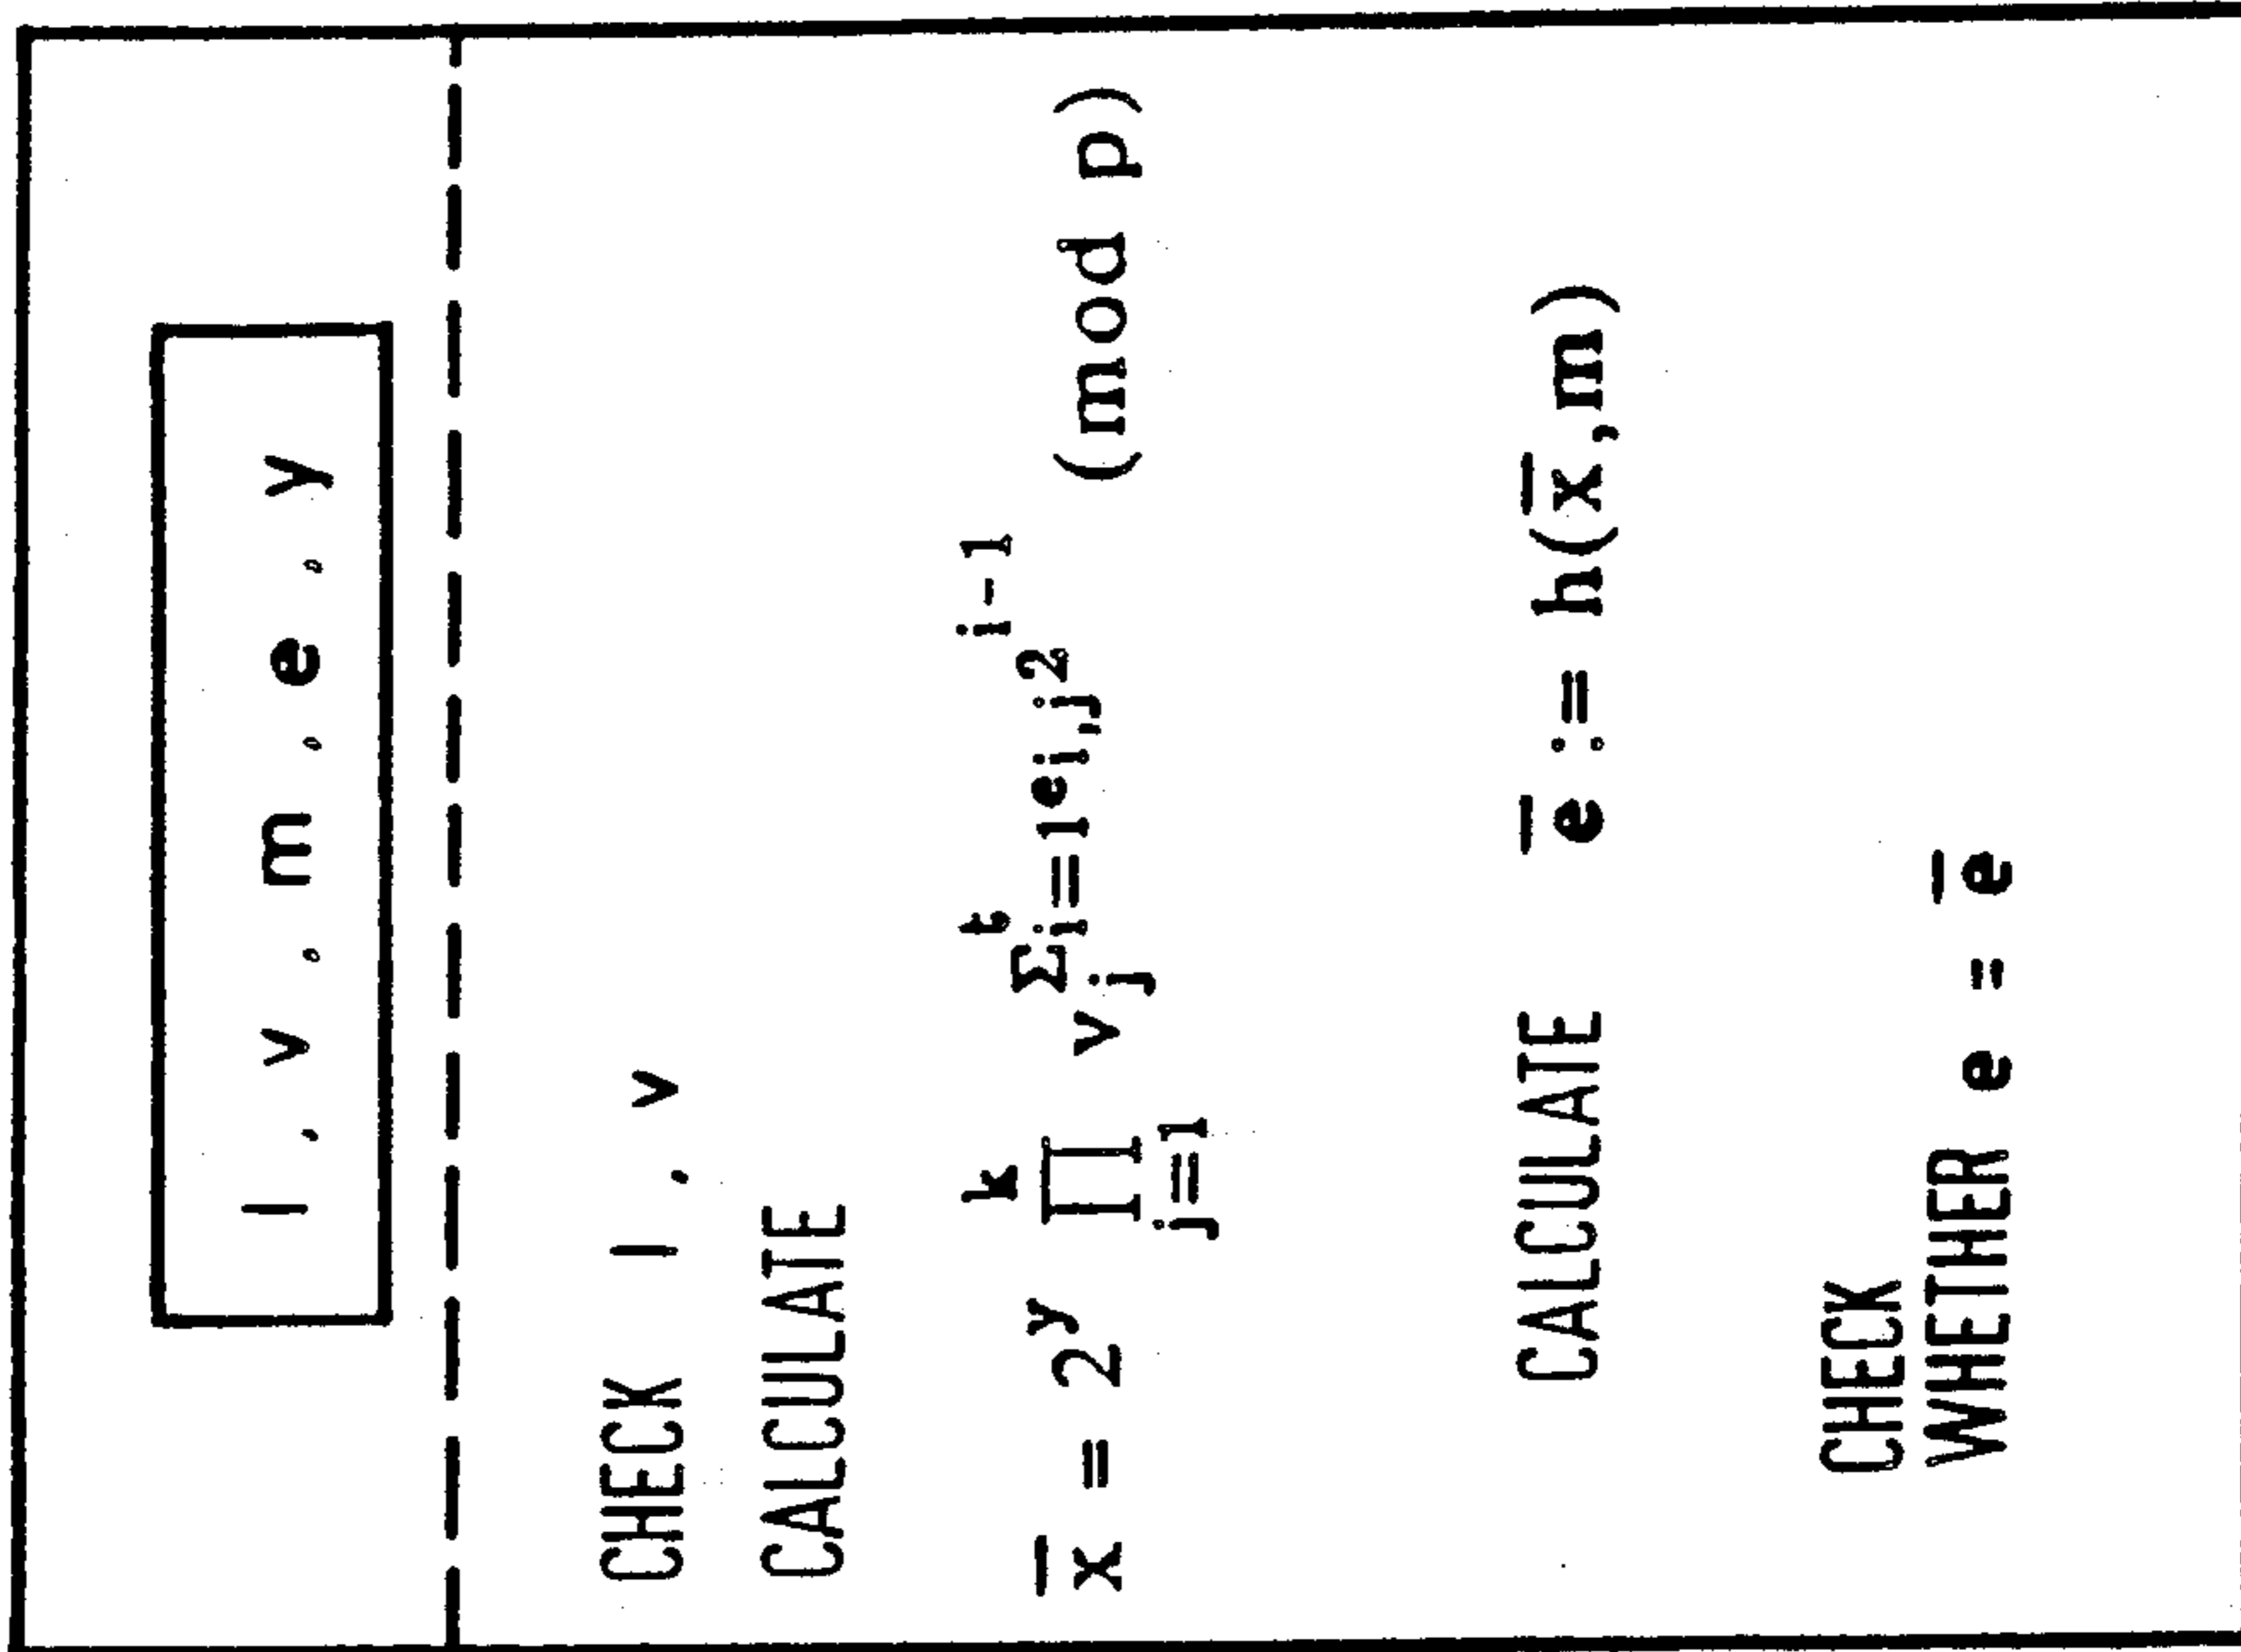 I, v, m, e, y
CHECK I, v
CALCULATE
x̄ = 2^y ∏_{j=1}^{k} v_j^{Σ_{i=1}^{t} e_{i,j} 2^{i-1}} (mod p)
CALCULATE ē := h(x̄,m)
CHECK
WHETHER e = ē